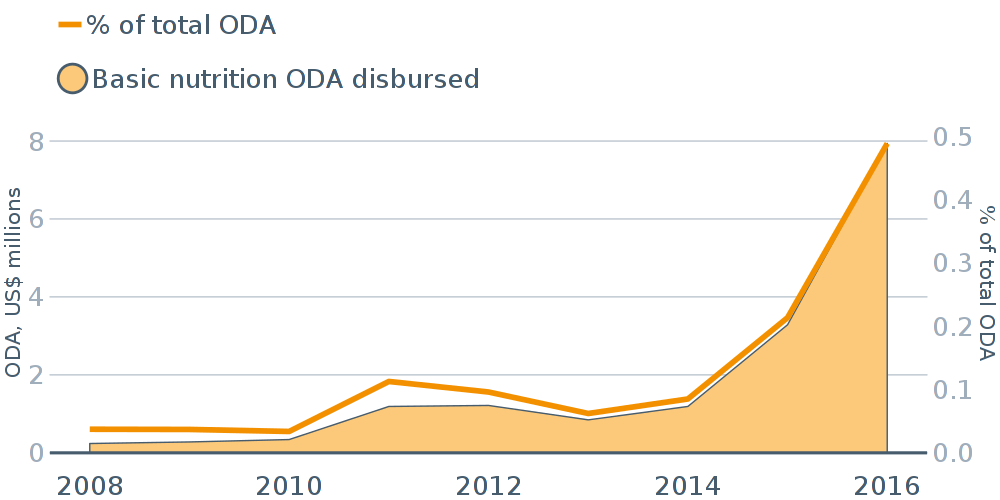 % of total ODA
Basic nutrition ODA disbursed
8
6
4
2
0
ODA, US$ millions
0.5
0.4
0.3
0.2
0.1
0.0
% of total ODA
2008 2010 2012 2014 2016